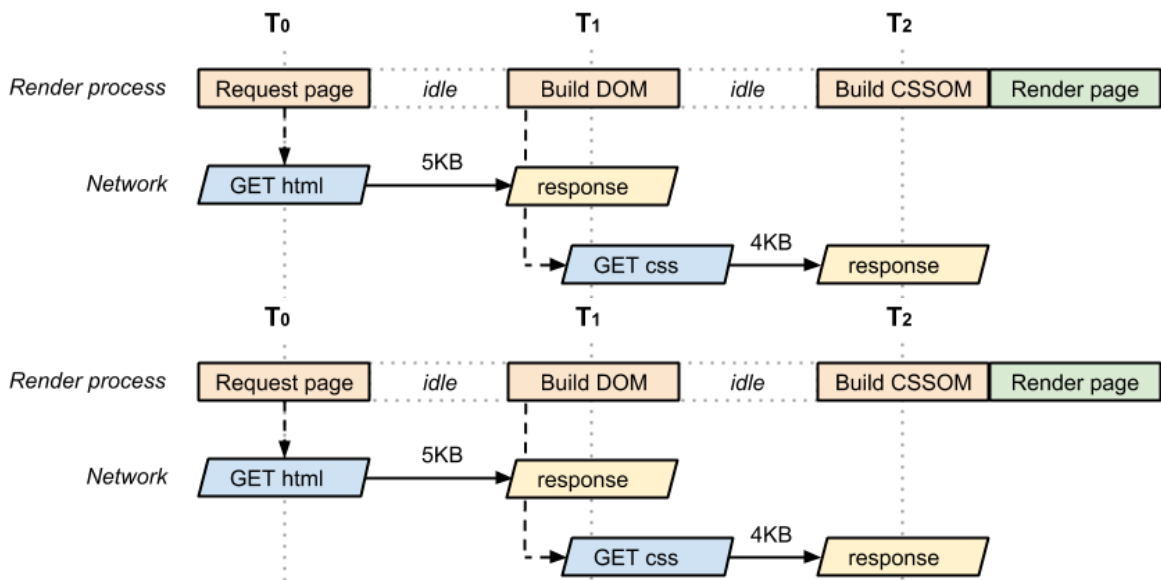 T0 T1 T2
Render process Request page idle Build DOM idle Build CSSOM Render page
5KB
Network GET html response
4KB
GET css response
T0 T1 T2
Render process Request page idle Build DOM idle Build CSSOM Render page
5KB
Network GET html response
4KB
GET css response